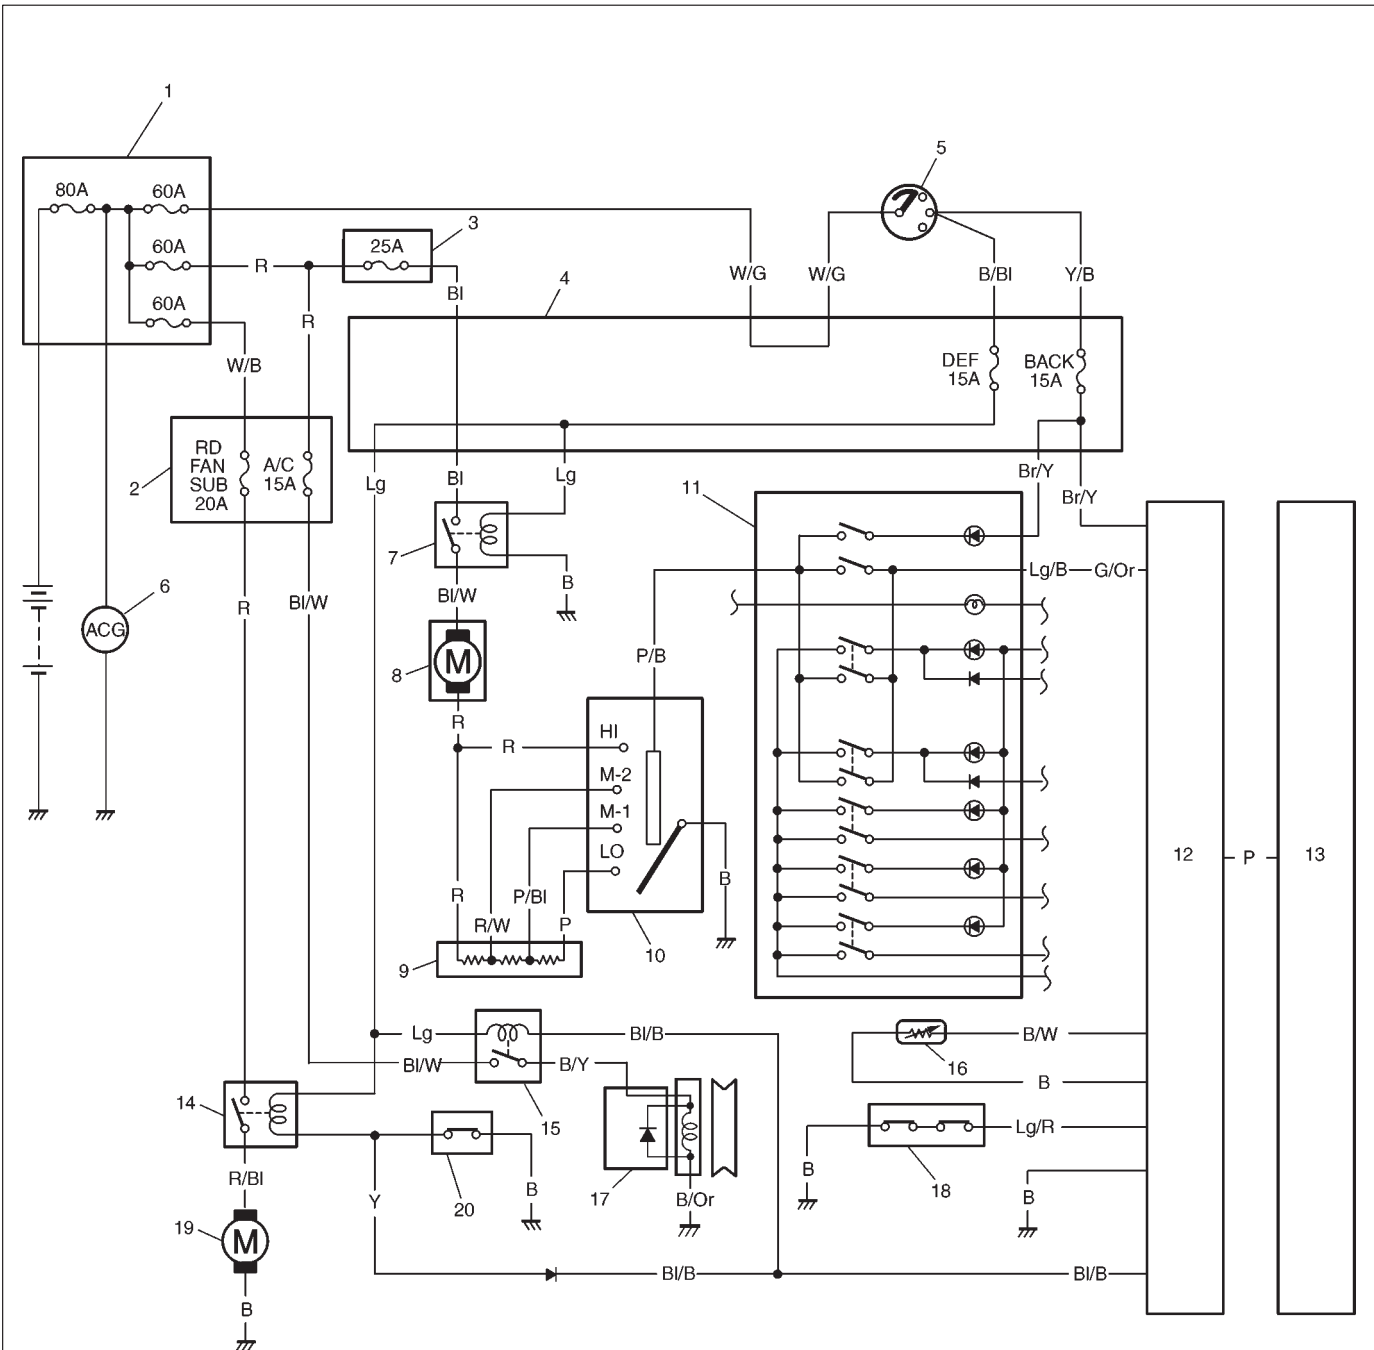 1
5
80A
60A
3
25A
60A
R
W/G
W/G
B/Bl
Y/B
4
Bl
60A
R
W/B
DEF
15A
BACK
15A
RD
FAN
SUB
20A
A/C
15A
2
Lg
Bl
Lg
11
Br/Y
Br/Y
7
Lg/B
G/Or
6
R
Bl/W
Bl/W
B
ACG
M
8
P/B
R
R
HI
M-2
M-1
LO
12
P
13
R
P/Bl
R/W
P
B
9
10
Lg
Bl/B
B/W
Bl/W
B/Y
16
B
14
15
Lg/R
R/Bl
Y
20
B
17
B/Or
B
18
B
19
M
Bl/B
Bl/B
B